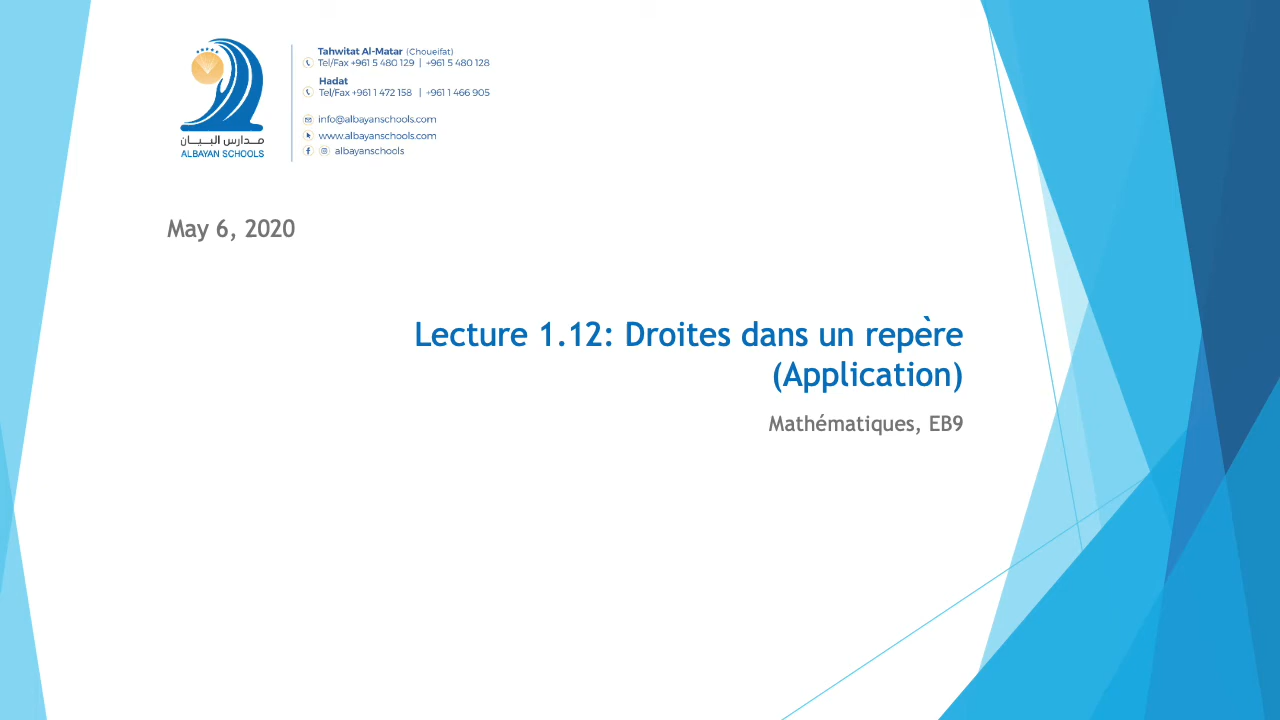 Tahwitat Al-Matar (Choueifat)
Tel/Fax +961 5 480 129 | +961 5 480 128
Hadat
Tel/Fax +961 1 472 158 | +961 1 466 905
info@albayanschools.com
www.albayanschools.com
albayanschools
مدارس البيان
ALBAYAN SCHOOLS
May 6, 2020
Lecture 1.12: Droites dans un repère
(Application)
Mathématiques, EB9